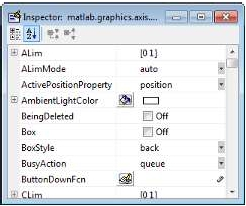 Inspector: matlab.graphics.axis....
ALim [0 1]
ALimMode auto
ActivePositionProperty position
AmbientLightColor
BeingDeleted Off
Box Off
BoxStyle back
BusyAction queue
ButtonDownFcn
CLim [0 1]